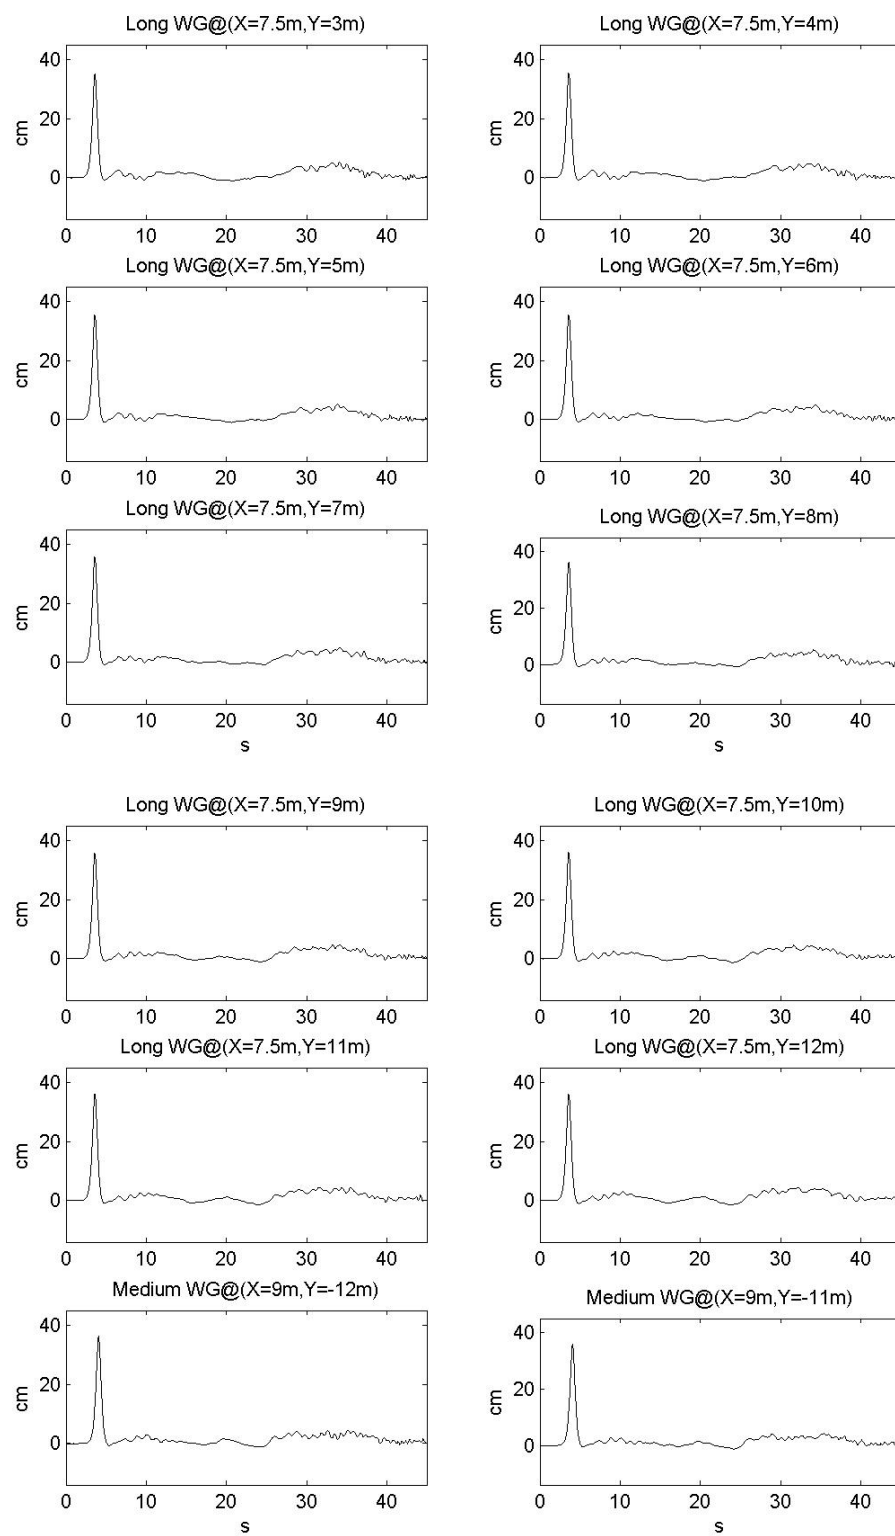 Long WG@(X=7.5m,Y=3m)
Long WG@(X=7.5m,Y=4m)
40
20
0
cm
0 10 20 30 40
40
20
0
cm
0 10 20 30 40
Long WG@(X=7.5m,Y=5m)
Long WG@(X=7.5m,Y=6m)
40
20
0
cm
0 10 20 30 40
40
20
0
cm
0 10 20 30 40
Long WG@(X=7.5m,Y=7m)
Long WG@(X=7.5m,Y=8m)
40
20
0
cm
0 10 20 30 40
s
40
20
0
cm
0 10 20 30 40
s
Long WG@(X=7.5m,Y=9m)
Long WG@(X=7.5m,Y=10m)
40
20
0
cm
0 10 20 30 40
40
20
0
cm
0 10 20 30 40
Long WG@(X=7.5m,Y=11m)
Long WG@(X=7.5m,Y=12m)
40
20
0
cm
0 10 20 30 40
40
20
0
cm
0 10 20 30 40
Medium WG@(X=9m,Y=-12m)
Medium WG@(X=9m,Y=-11m)
40
20
0
cm
0 10 20 30 40
s
40
20
0
cm
0 10 20 30 40
s